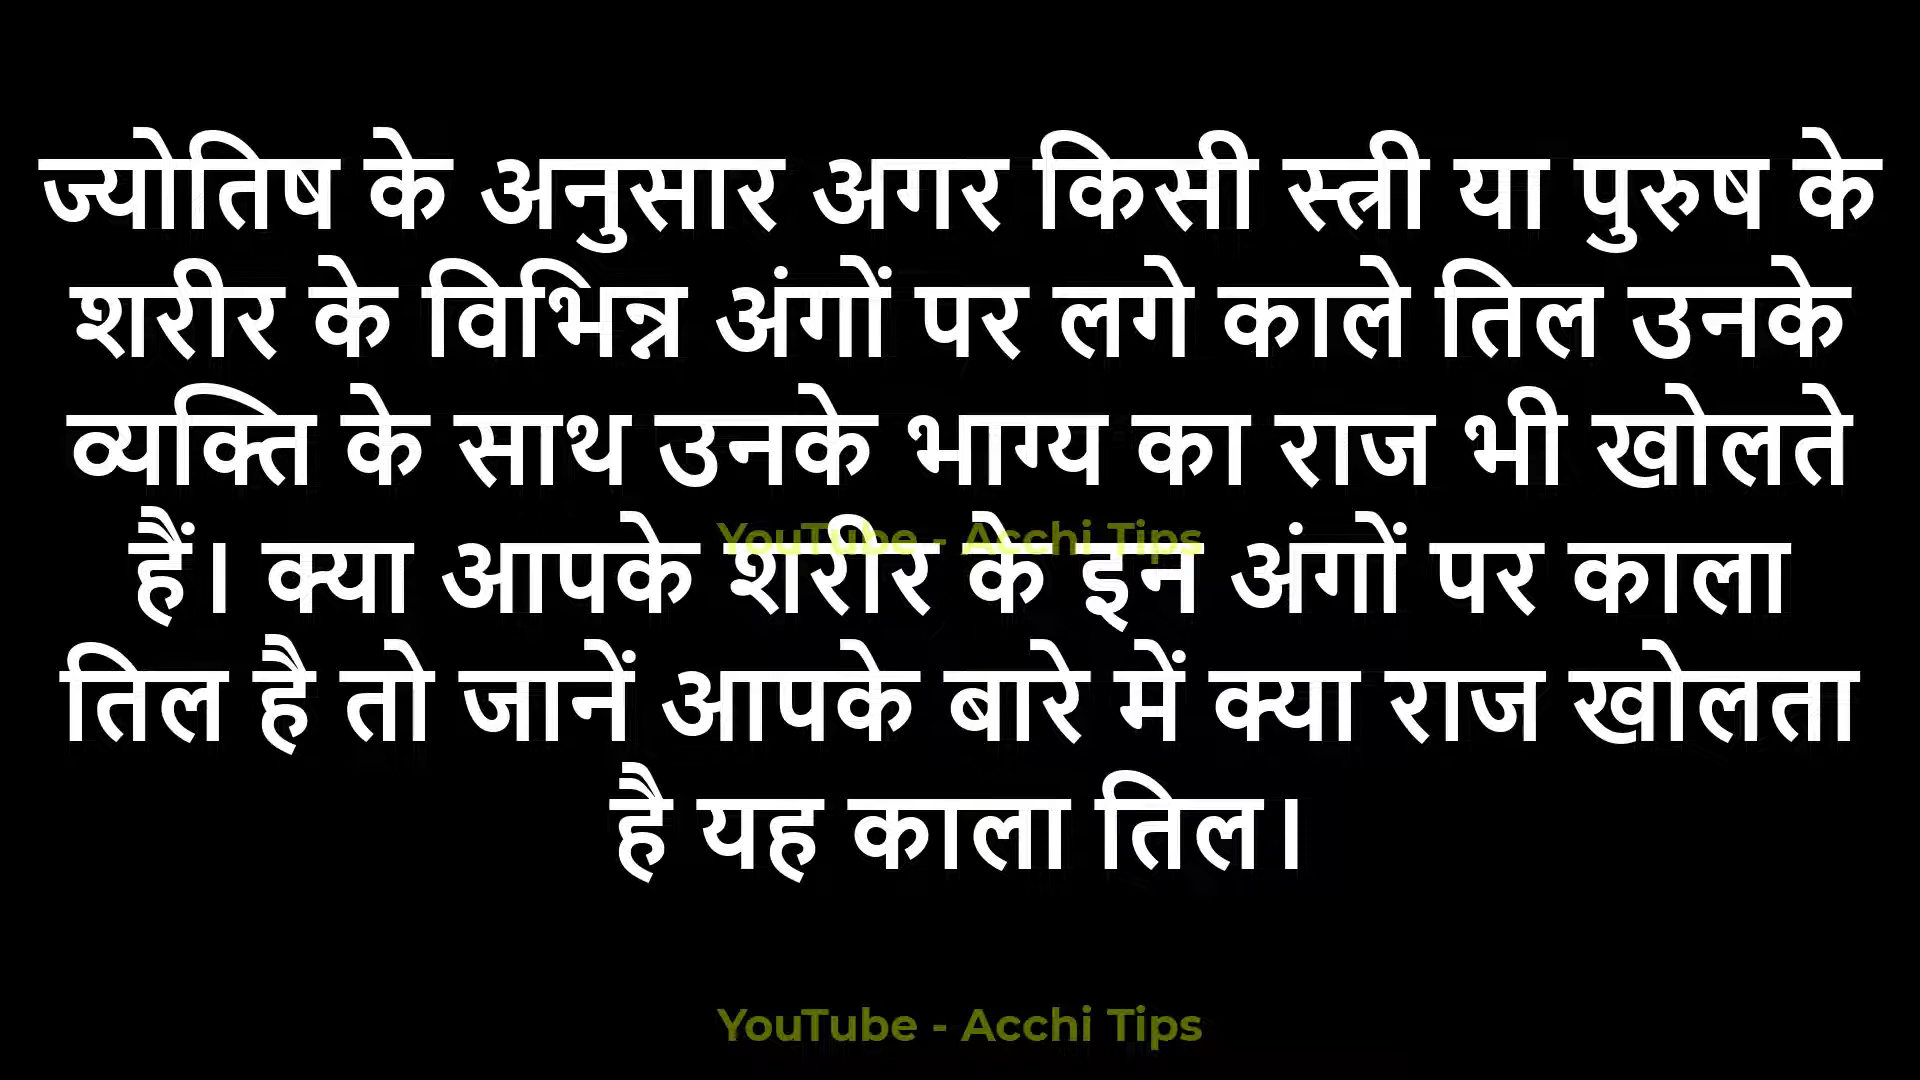 ज्योतिष के अनुसार अगर किसी स्त्री या पुरुष के
शरीर के विभिन्न अंगों पर लगे काले तिल उनके
व्यक्ति के साथ उनके भाग्य का राज भी खोलते
YouTube - Acchi Tips
हैं। क्या आपके शरीर के इन अंगों पर काला
तिल है तो जानें आपके बारे में क्या राज खोलता
है यह काला तिल।
YouTube - Acchi Tips